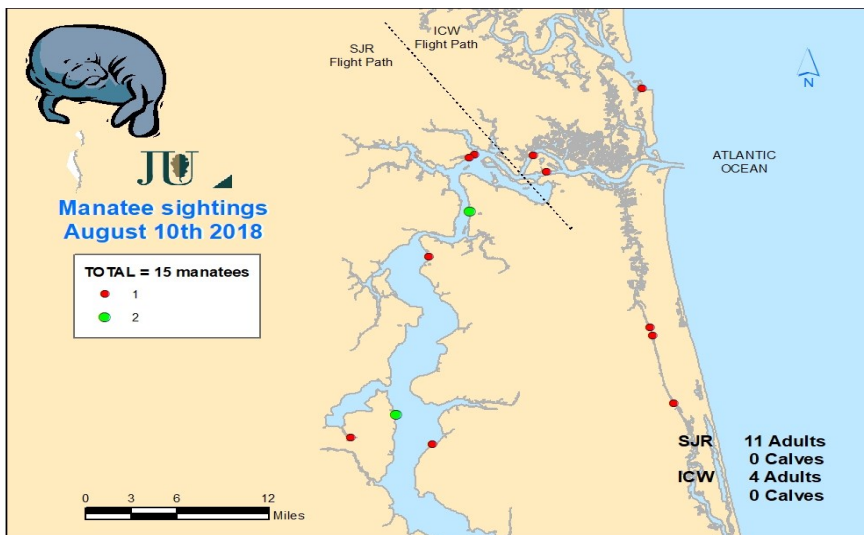 ICW
Flight Path
SJR
Flight Path
N
ATLANTIC
OCEAN
JU
Manatee sightings
August 10th 2018
TOTAL = 15 manatees
1
2
SJR 11 Adults
0 Calves
ICW 4 Adults
0 Calves
0 3 6 12
Miles